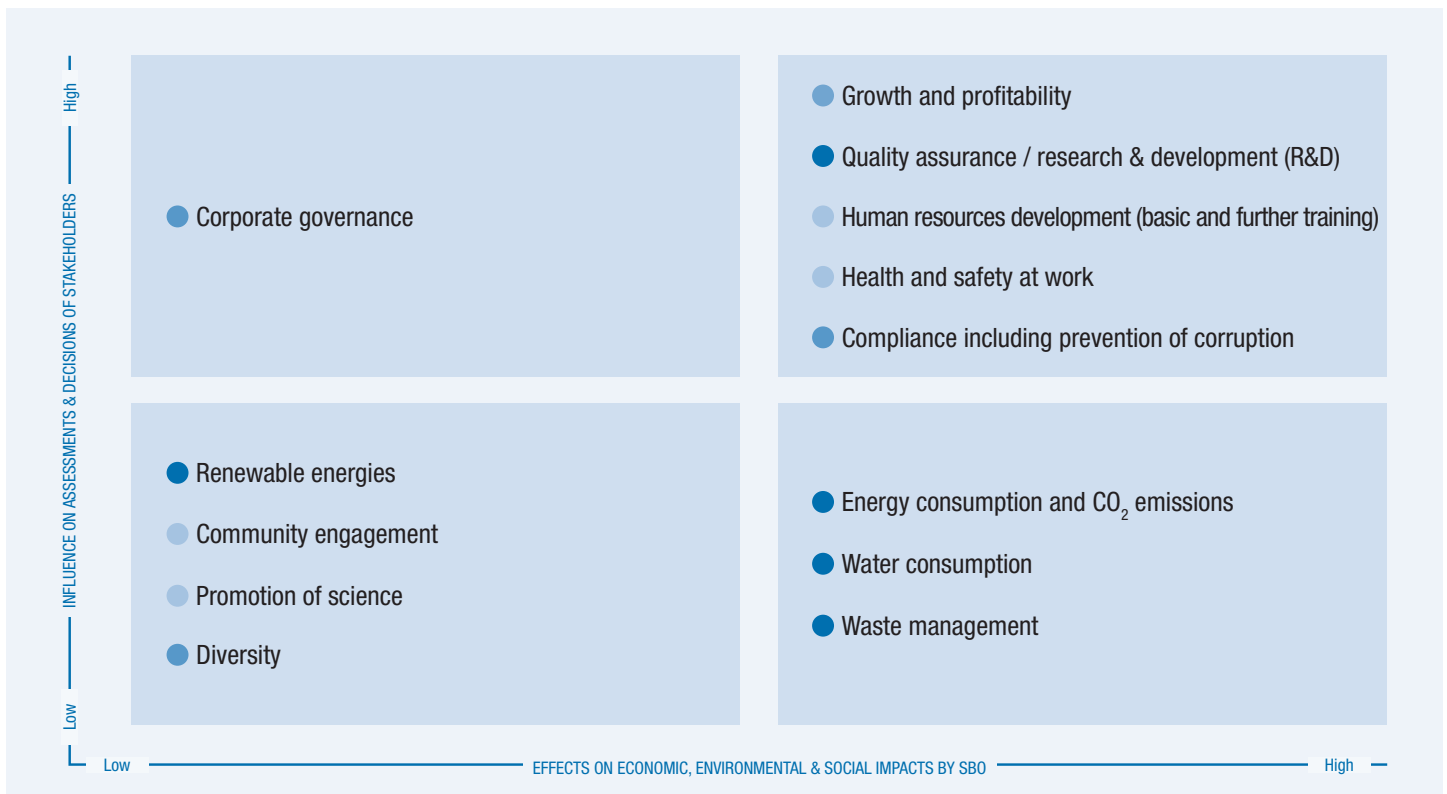 High
INFLUENCE ON ASSESSMENTS & DECISIONS OF STAKEHOLDERS
Low
Corporate governance
Growth and profitability
Quality assurance / research & development (R&D)
Human resources development (basic and further training)
Health and safety at work
Compliance including prevention of corruption
Renewable energies
Community engagement
Promotion of science
Diversity
Energy consumption and CO₂ emissions
Water consumption
Waste management
Low
EFFECTS ON ECONOMIC, ENVIRONMENTAL & SOCIAL IMPACTS BY SBO
High